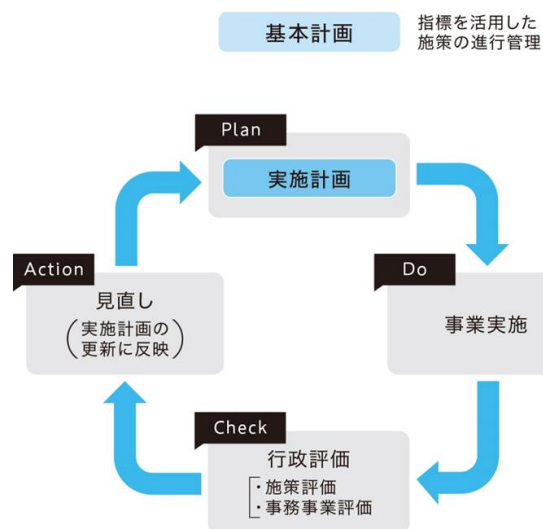 基本計画
指標を活用した
施策の進行管理
Plan
実施計画
Do
事業実施
Check
行政評価
・施策評価
・事務事業評価
Action
見直し
(実施計画の
更新に反映)